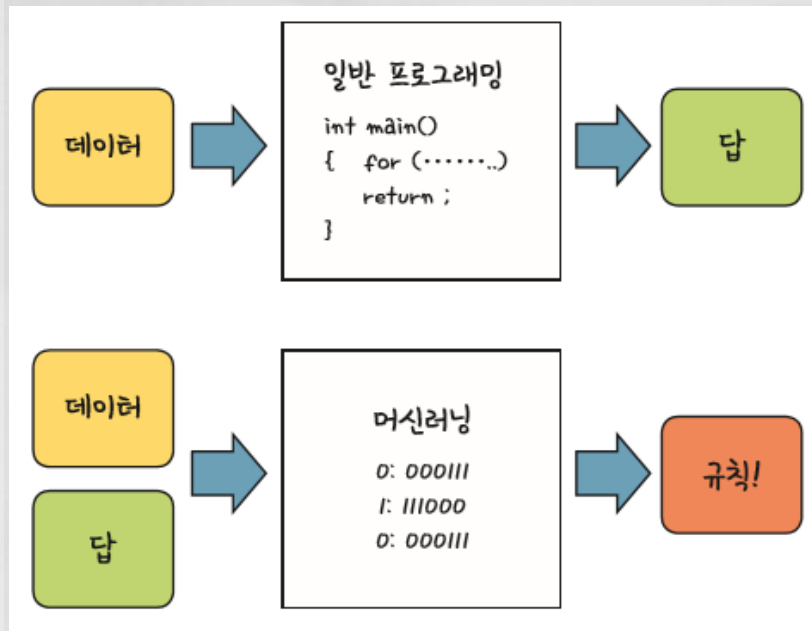 데이터
일반 프로그래밍
int main()
{ for (········)
return ;
}
답
데이터
답
머신러닝
0: 000111
1: 111000
0: 000111
규칙!